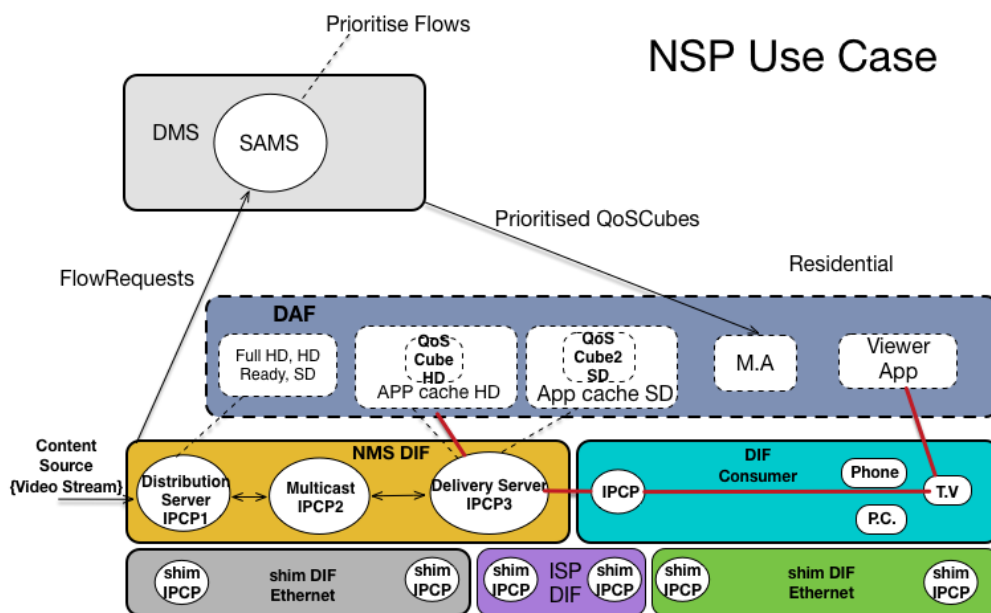 Prioritise Flows
NSP Use Case
DMS
SAMS
Prioritised QoSCubes
FlowRequests
Residential
DAF
Full HD, HD
Ready, SD
QoS
Cube
HD
APP cache HD
QoS
Cube2
SD
App cache SD
M.A
Viewer
App
Content
Source
{Video Stream}
NMS DIF
Distribution
Server
IPCP1
Multicast
IPCP2
Delivery Server
IPCP3
DIF
Consumer
IPCP
Phone
T.V
P.C.
shim
IPCP
shim DIF
Ethernet
shim
IPCP
shim
IPCP
ISP
DIF
shim
IPCP
shim
IPCP
shim DIF
Ethernet
shim
IPCP